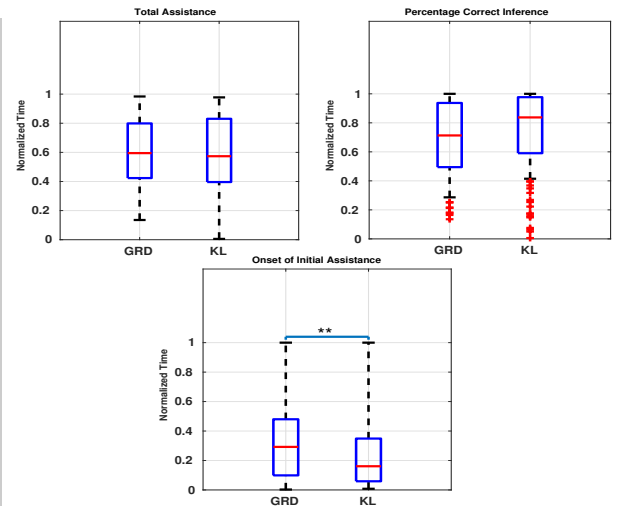 Total Assistance
Normalized Time
1
0.8
0.6
0.4
0.2
0
GRD KL
Percentage Correct Inference
Normalized Time
1
0.8
0.6
0.4
0.2
0
GRD KL
Onset of Initial Assistance
Normalized Time
**
1
0.8
0.6
0.4
0.2
0
GRD KL